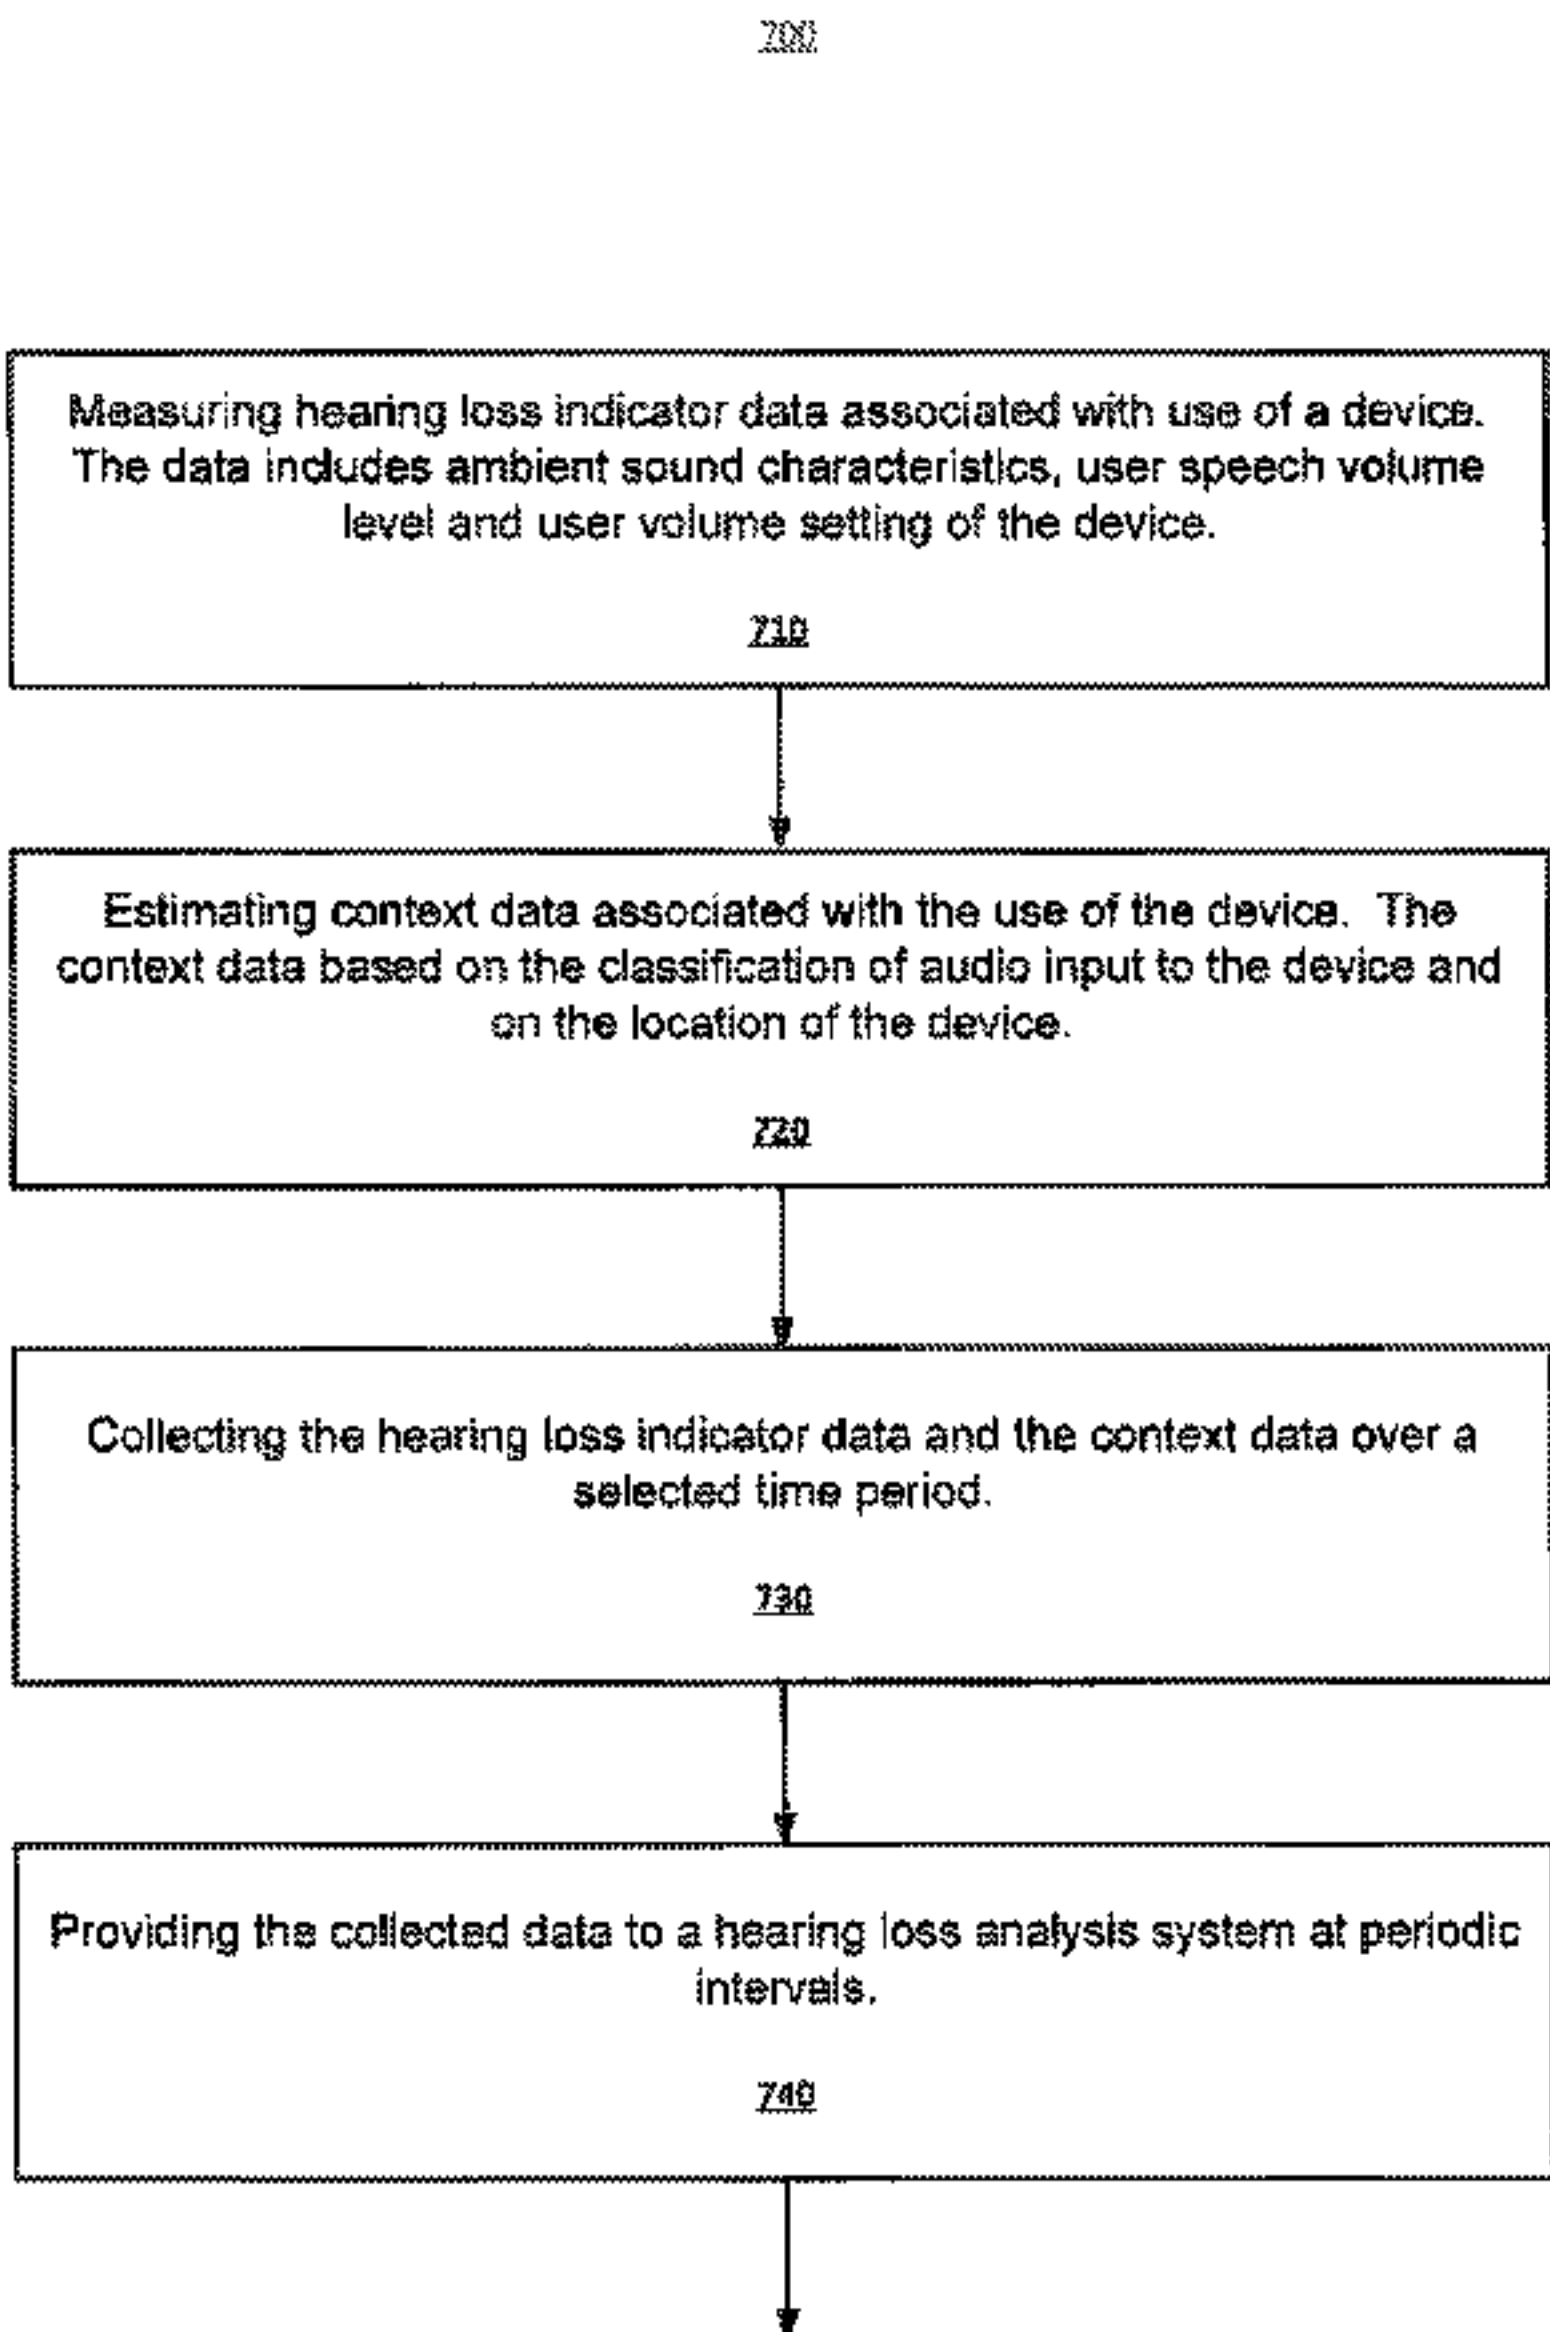 700
Measuring hearing loss indicator data associated with use of a device.
The data includes ambient sound characteristics, user speech volume
level and user volume setting of the device.
710
Estimating context data associated with the use of the device. The
context data based on the classification of audio input to the device and
on the location of the device.
720
Collecting the hearing loss indicator data and the context data over a
selected time period.
730
Providing the collected data to a hearing loss analysis system at periodic
intervals.
740